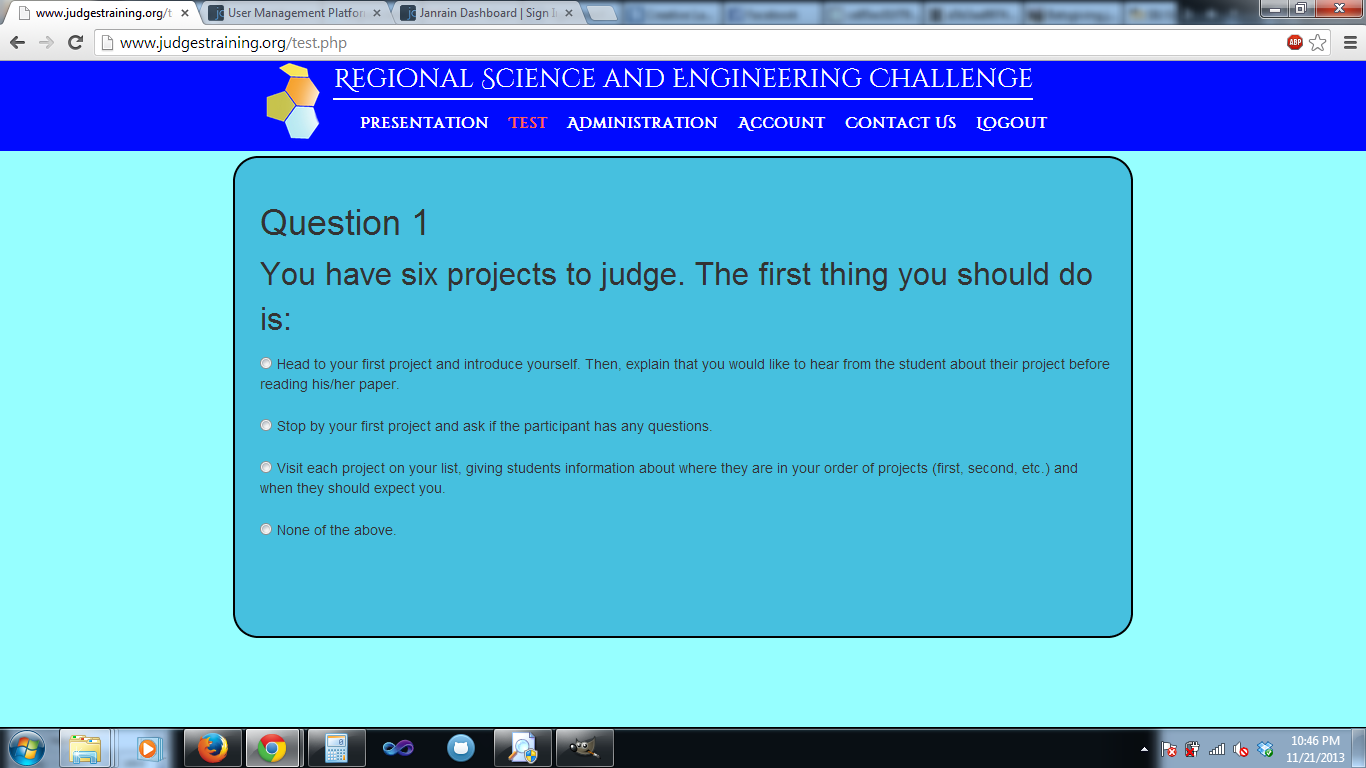 www.judgestraining.org/t
User Management Platfor
Janrain Dashboard | Sign I
www.judgestraining.org/test.php
ABP
Regional Science and Engineering Challenge
Presentation Test Administration Account Contact Us Logout
Question 1
You have six projects to judge. The first thing you should do
is:
Head to your first project and introduce yourself. Then, explain that you would like to hear from the student about their project before
reading his/her paper.
Stop by your first project and ask if the participant has any questions.
Visit each project on your list, giving students information about where they are in your order of projects (first, second, etc.) and
when they should expect you.
None of the above.
10:46 PM
11/21/2013